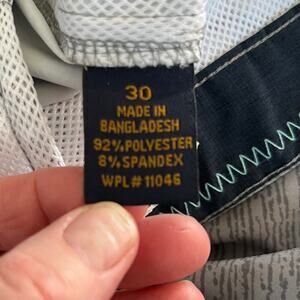 30
MADE IN
BANGLADESH
92%POLYESTER
8%SPANDEX
WPL#11046